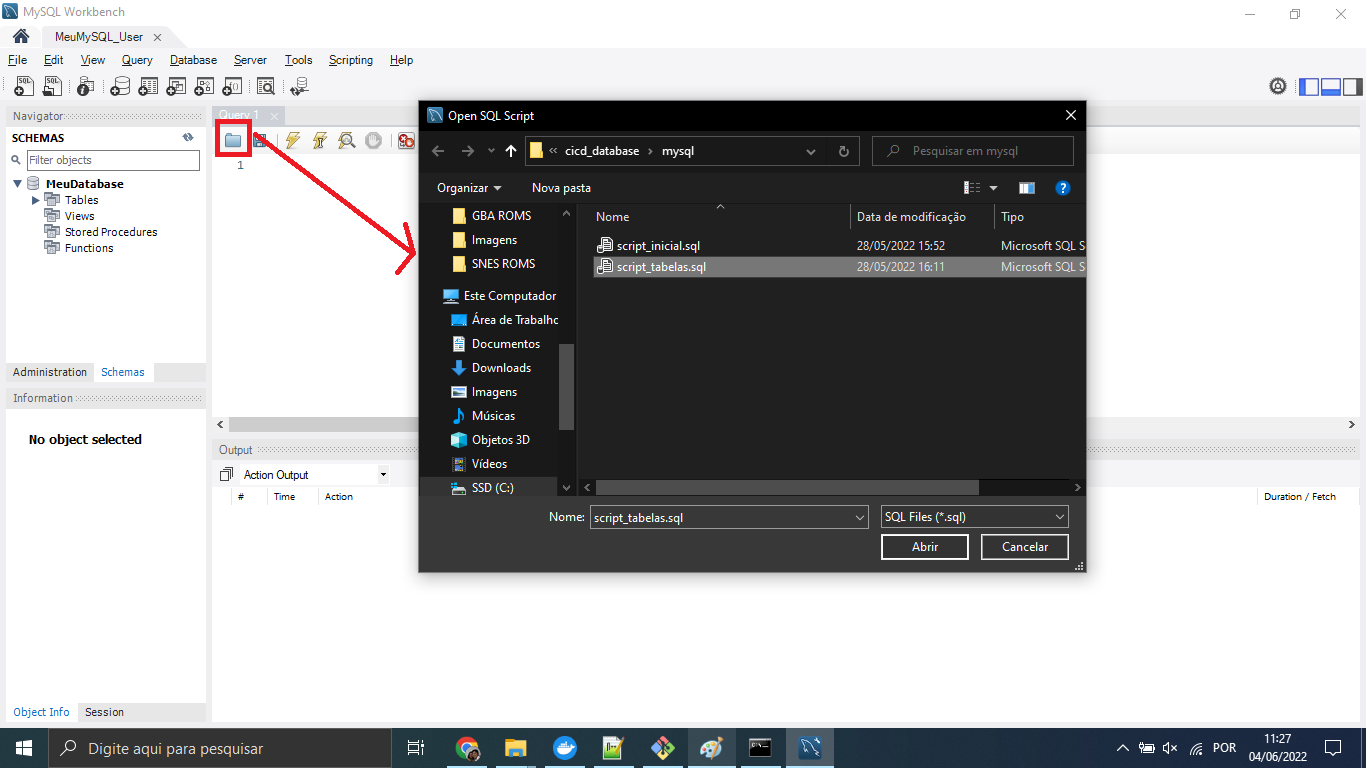 MySQL Workbench
MeuMySQL_User
File Edit View Query Database Server Tools Scripting Help
Navigator
SCHEMAS
Filter objects
MeuDatabase
Tables
Views
Stored Procedures
Functions
Administration Schemas
Information
No object selected
Object Info Session
Query 1
1
Open SQL Script
cicd_database mysql
Pesquisar em mysql
Organizar Nova pasta
GBA ROMS
Imagens
SNES ROMS
Este Computador
Área de Trabalho
Documentos
Downloads
Imagens
Músicas
Objetos 3D
Vídeos
SSD (C:)
Nome Data de modificação Tipo
script_inicial.sql 28/05/2022 15:52 Microsoft SQL S
script_tabelas.sql 28/05/2022 16:11 Microsoft SQL S
Nome: script_tabelas.sql SQL Files (*.sql)
Abrir Cancelar
Output
Action Output
# Time Action Duration / Fetch
Digite aqui para pesquisar
POR
11:27
04/06/2022